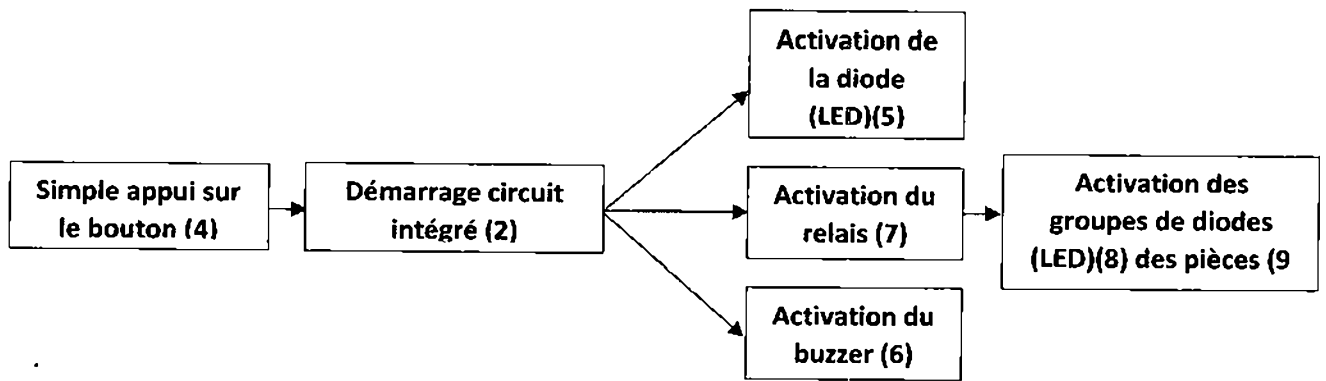 Simple appui sur
le bouton (4)
Démarrage circuit
intégré (2)
Activation de
la diode
(LED)(5)
Activation du
relais (7)
Activation du
buzzer (6)
Activation des
groupes de diodes
(LED)(8) des pièces (9